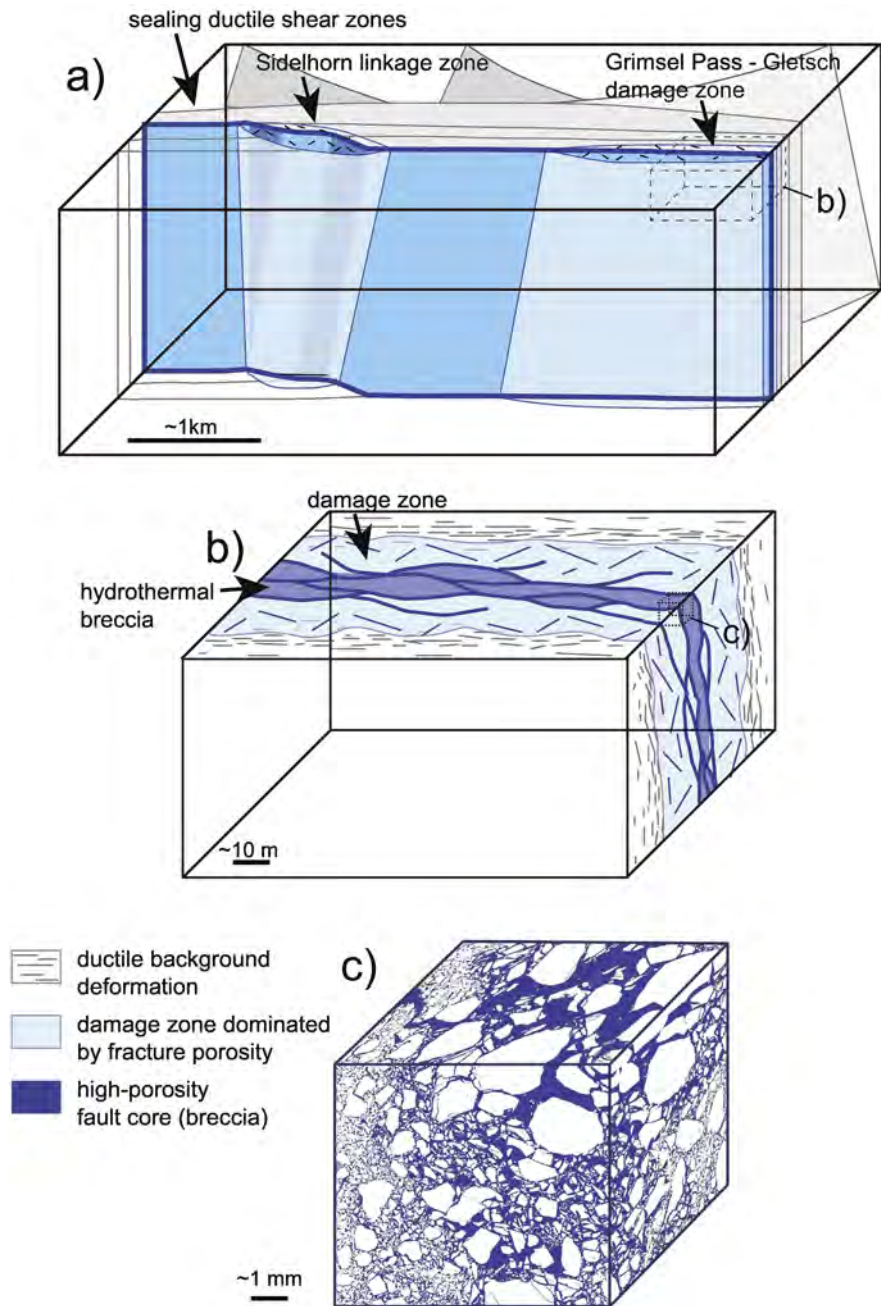 sealing ductile shear zones
a)
Sidelhorn linkage zone
Grimsel Pass - Gletsch
damage zone
b)
~1km
damage zone
b)
hydrothermal
breccia
c)
~10 m
ductile background
deformation
damage zone dominated
by fracture porosity
high-porosity
fault core (breccia)
c)
~1 mm